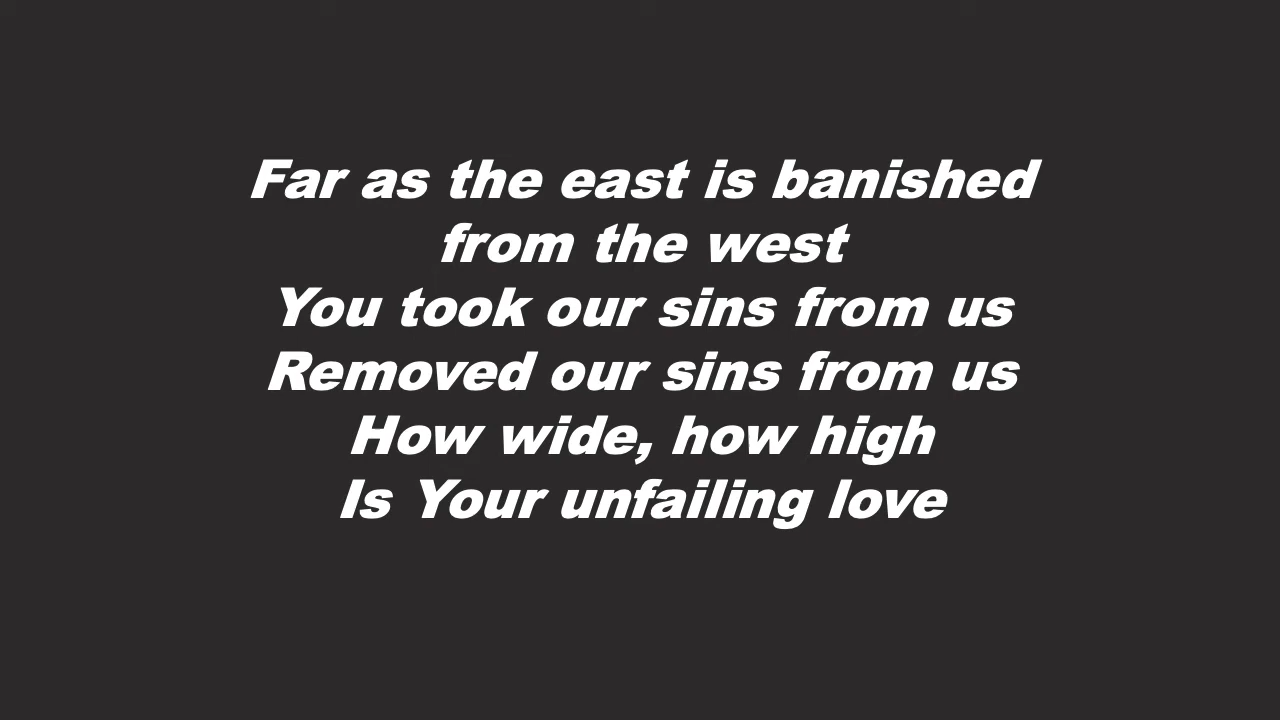 Far as the east is banished
from the west
You took our sins from us
Removed our sins from us
How wide, how high
Is Your unfailing love